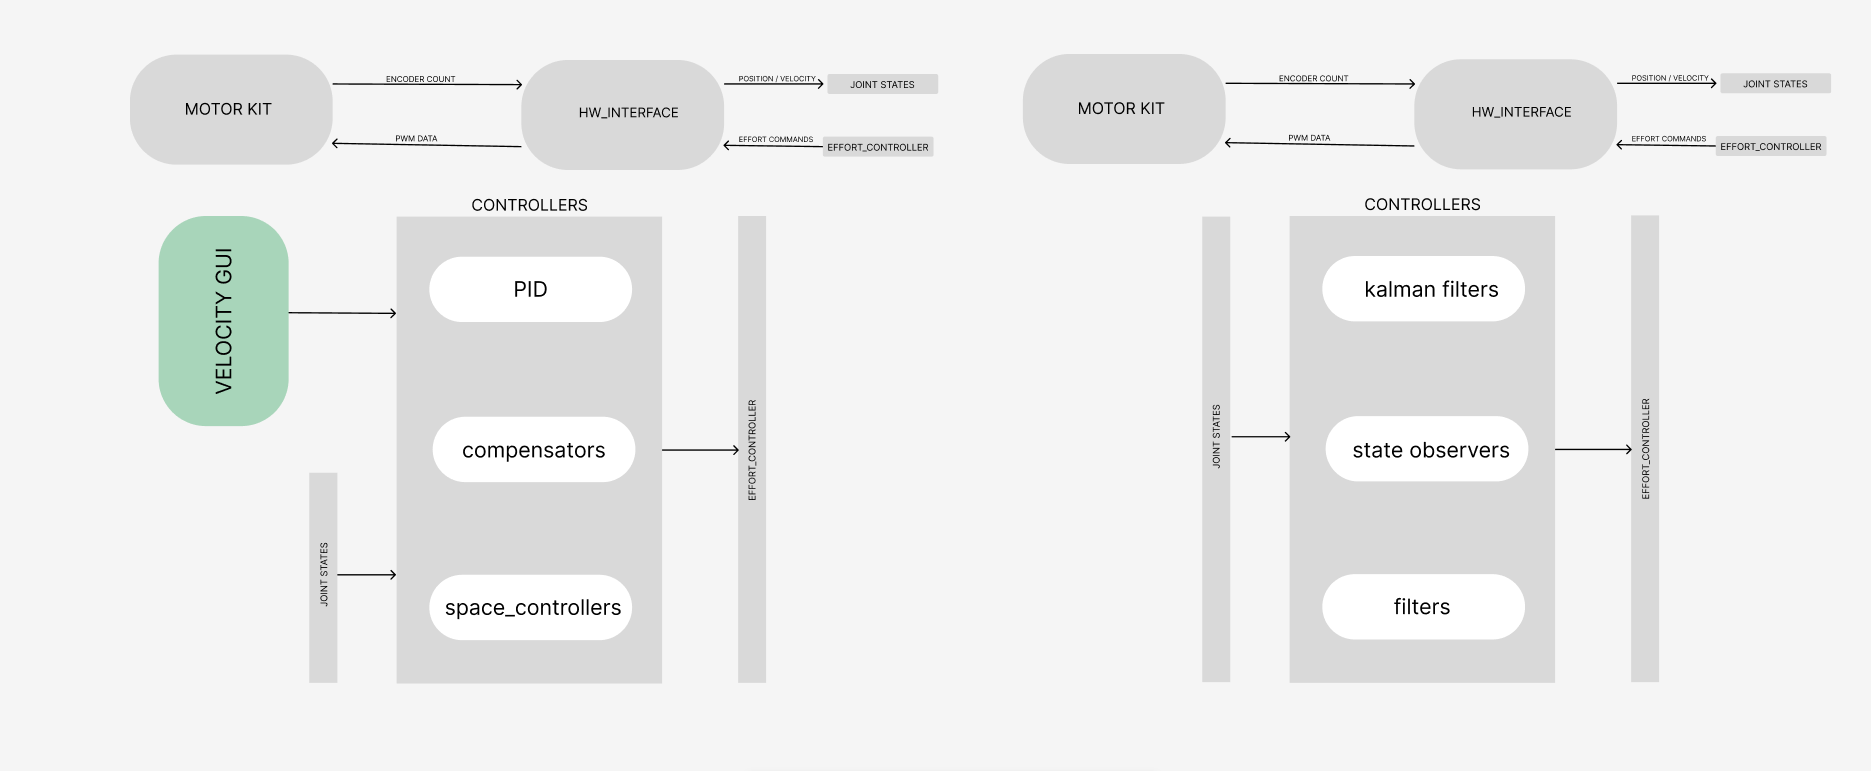 MOTOR KIT
ENCODER COUNT
PWM DATA
HW_INTERFACE
POSITION / VELOCITY
JOINT STATES
EFFORT COMMANDS
EFFORT_CONTROLLER
CONTROLLERS
VELOCITY GUI
PID
compensators
space_controllers
JOINT STATES
EFFORT_CONTROLLER
MOTOR KIT
ENCODER COUNT
PWM DATA
HW_INTERFACE
POSITION / VELOCITY
JOINT STATES
EFFORT COMMANDS
EFFORT_CONTROLLER
CONTROLLERS
JOINT STATES
kalman filters
state observers
filters
EFFORT_CONTROLLER